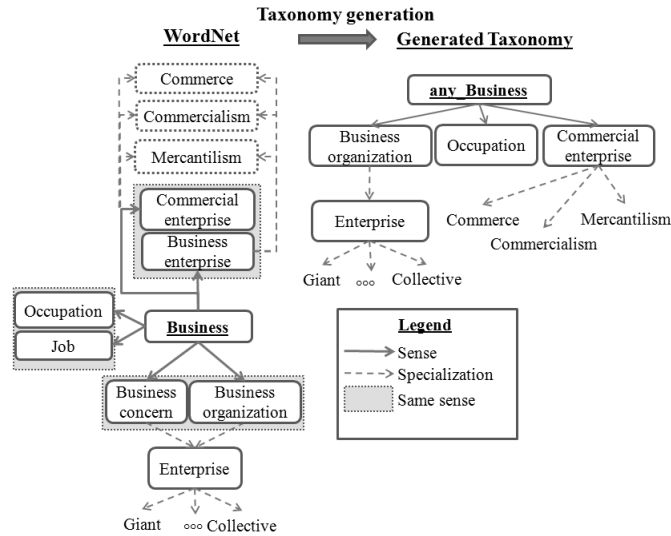 Taxonomy generation
WordNet
Generated Taxonomy
Commerce
Commercialism
Mercantilism
Commercial
enterprise
Business
enterprise
Occupation
Job
Business
Business
concern
Business
organization
Enterprise
Giant
ooo
Collective
any_Business
Business
organization
Occupation
Commercial
enterprise
Enterprise
Commerce
Commercialism
Mercantilism
Giant
ooo
Collective
Legend
Sense
Specialization
Same sense